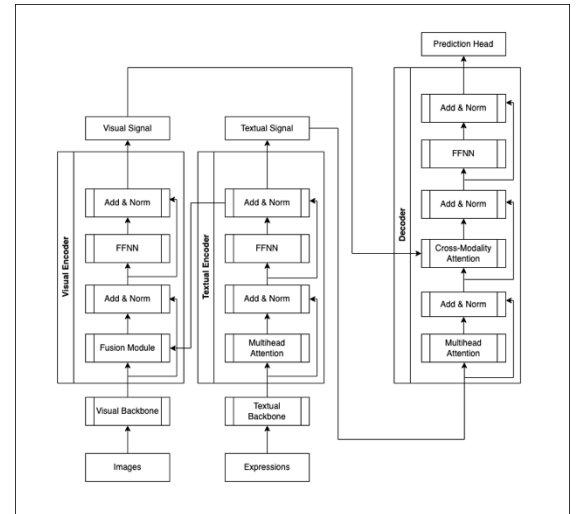 Prediction Head
Decoder
Add & Norm
FFNN
Add & Norm
Cross-Modality
Attention
Add & Norm
Multihead
Attention
Visual Signal
Visual Encoder
Add & Norm
FFNN
Add & Norm
Fusion Module
Visual Backbone
Images
Textual Signal
Textual Encoder
Add & Norm
FFNN
Add & Norm
Multihead
Attention
Textual
Backbone
Expressions